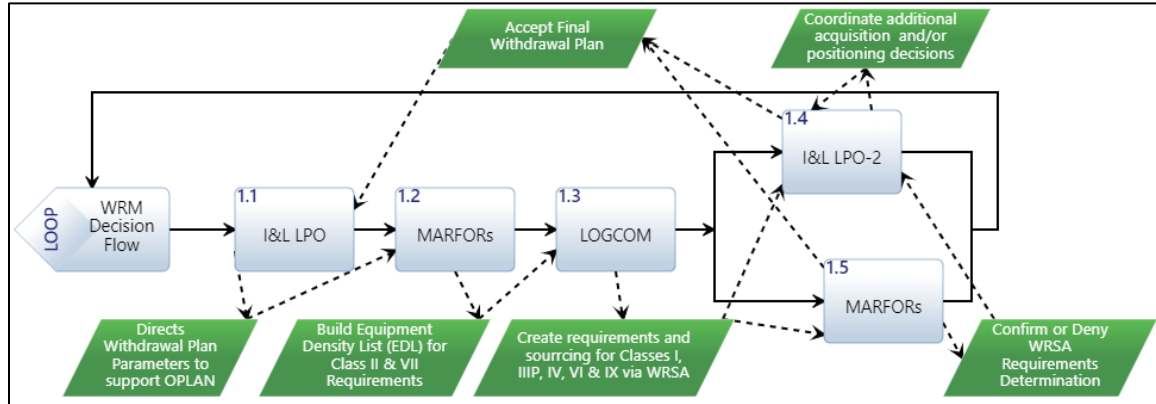 Accept Final
Withdrawal Plan
Coordinate additional
acquisition and/or
positioning decisions
LOOP
WRM
Decision
Flow
1.1
I&L LPO
1.2
MARFORs
1.3
LOGCOM
1.4
I&L LPO-2
1.5
MARFORs
Directs
Withdrawal Plan
Parameters to
support OPLAN
Build Equipment
Density List (EDL) for
Class II & VII
Requirements
Create requirements and
sourrcing for Classes I,
IIIP, IV, VI & IX via WRSA
Confirm or Deny
WRSA
Requirements
Determination